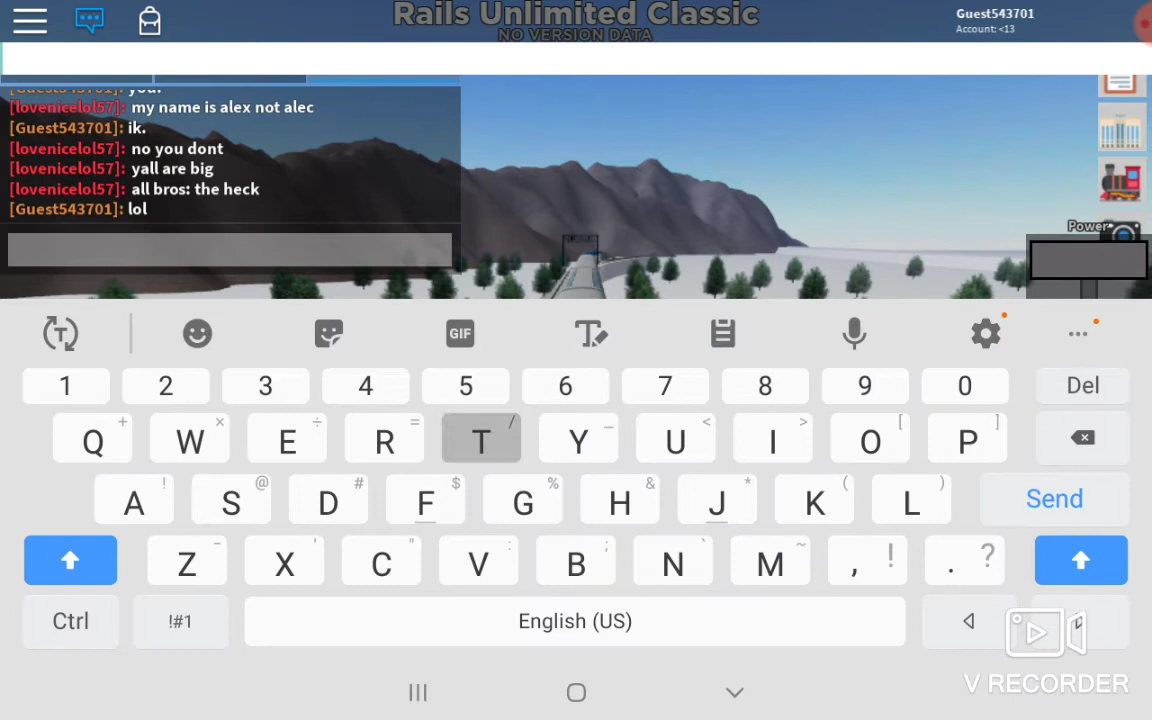 Rails Unlimited Classic
NO VERSION DATA
Guest543701
Account: <13
[Guest543701]: you.
[lovenicelol57]: my name is alex not alec
[Guest543701]: ik.
[lovenicelol57]: no you dont
[lovenicelol57]: yall are big
[lovenicelol57]: all bros: the heck
[Guest543701]: lol
Power
T
GIF
T
1 2 3 4 5 6 7 8 9 0 Del
Q + W × E ÷ R = T / Y _ U < I > O [ P ]
A ! S @ D # F $ G % H & J * K ( L ) Send
Z - X ' C " V : B ; N ` M ~ , ! . ?
Ctrl !#1 English (US)
V RECORDER